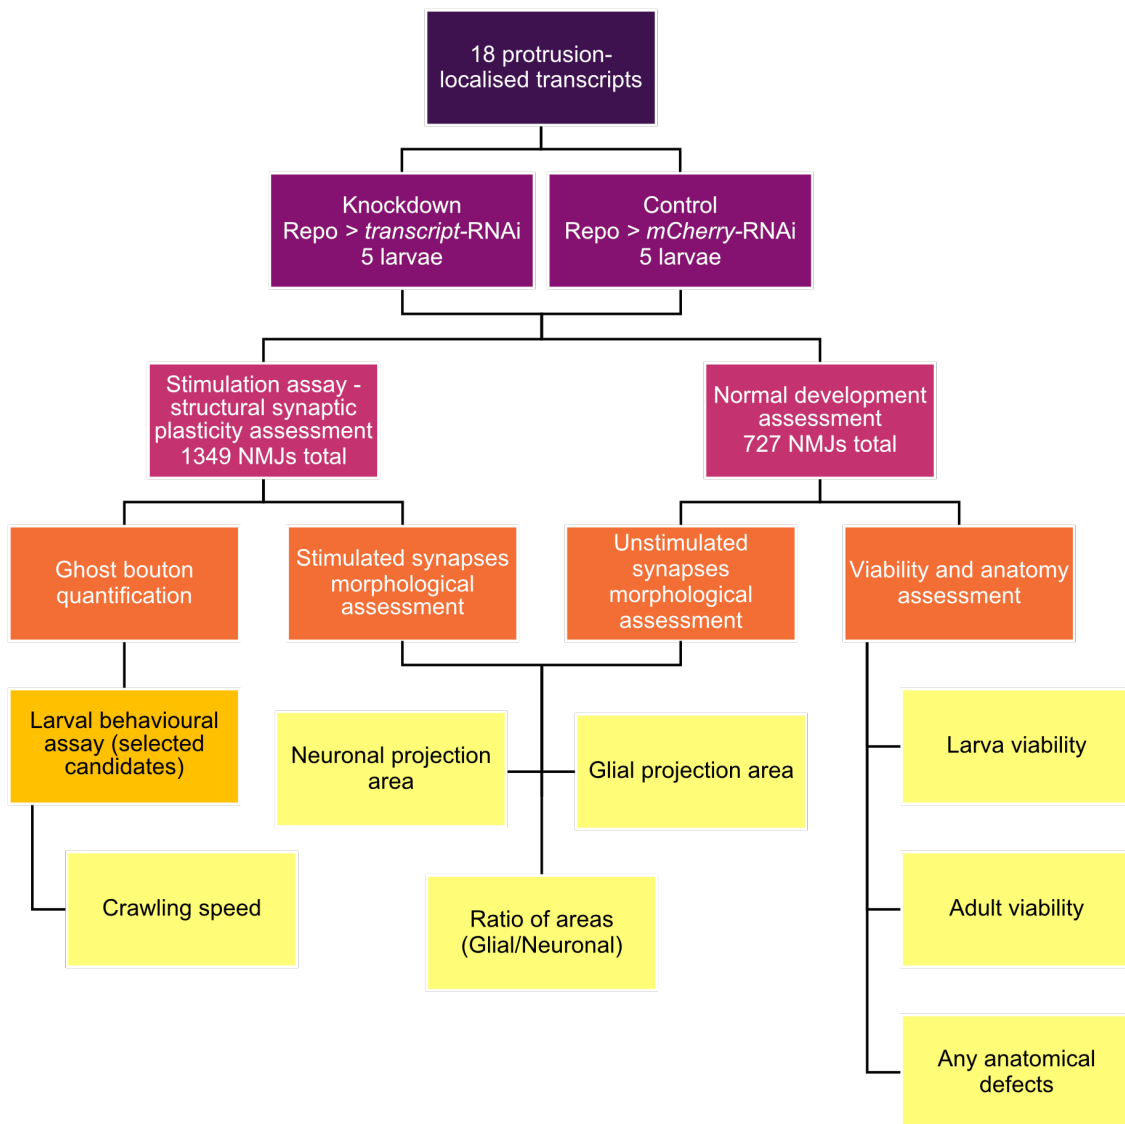 18 protrusion-
localised transcripts
Knockdown
Repo > transcript-RNAi
5 larvae
Control
Repo > mCherry-RNAi
5 larvae
Stimulation assay -
structural synaptic
plasticity assessment
1349 NMJs total
Normal development
assessment
727 NMJs total
Ghost bouton
quantification
Stimulated synapses
morphological
assessment
Unstimulated
synapses
morphological
assessment
Viability and anatomy
assessment
Larval behavioural
assay (selected
candidates)
Neuronal projection
area
Glial projection area
Larva viability
Crawling speed
Ratio of areas
(Glial/Neuronal)
Adult viability
Any anatomical
defects